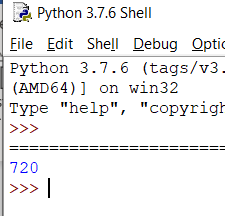 Python 3.7.6 Shell
File Edit Shell Debug Optio
Python 3.7.6 (tags/v3.
(AMD64)] on win32
Type "help", "copyrigh
>>>
======================
720
>>>